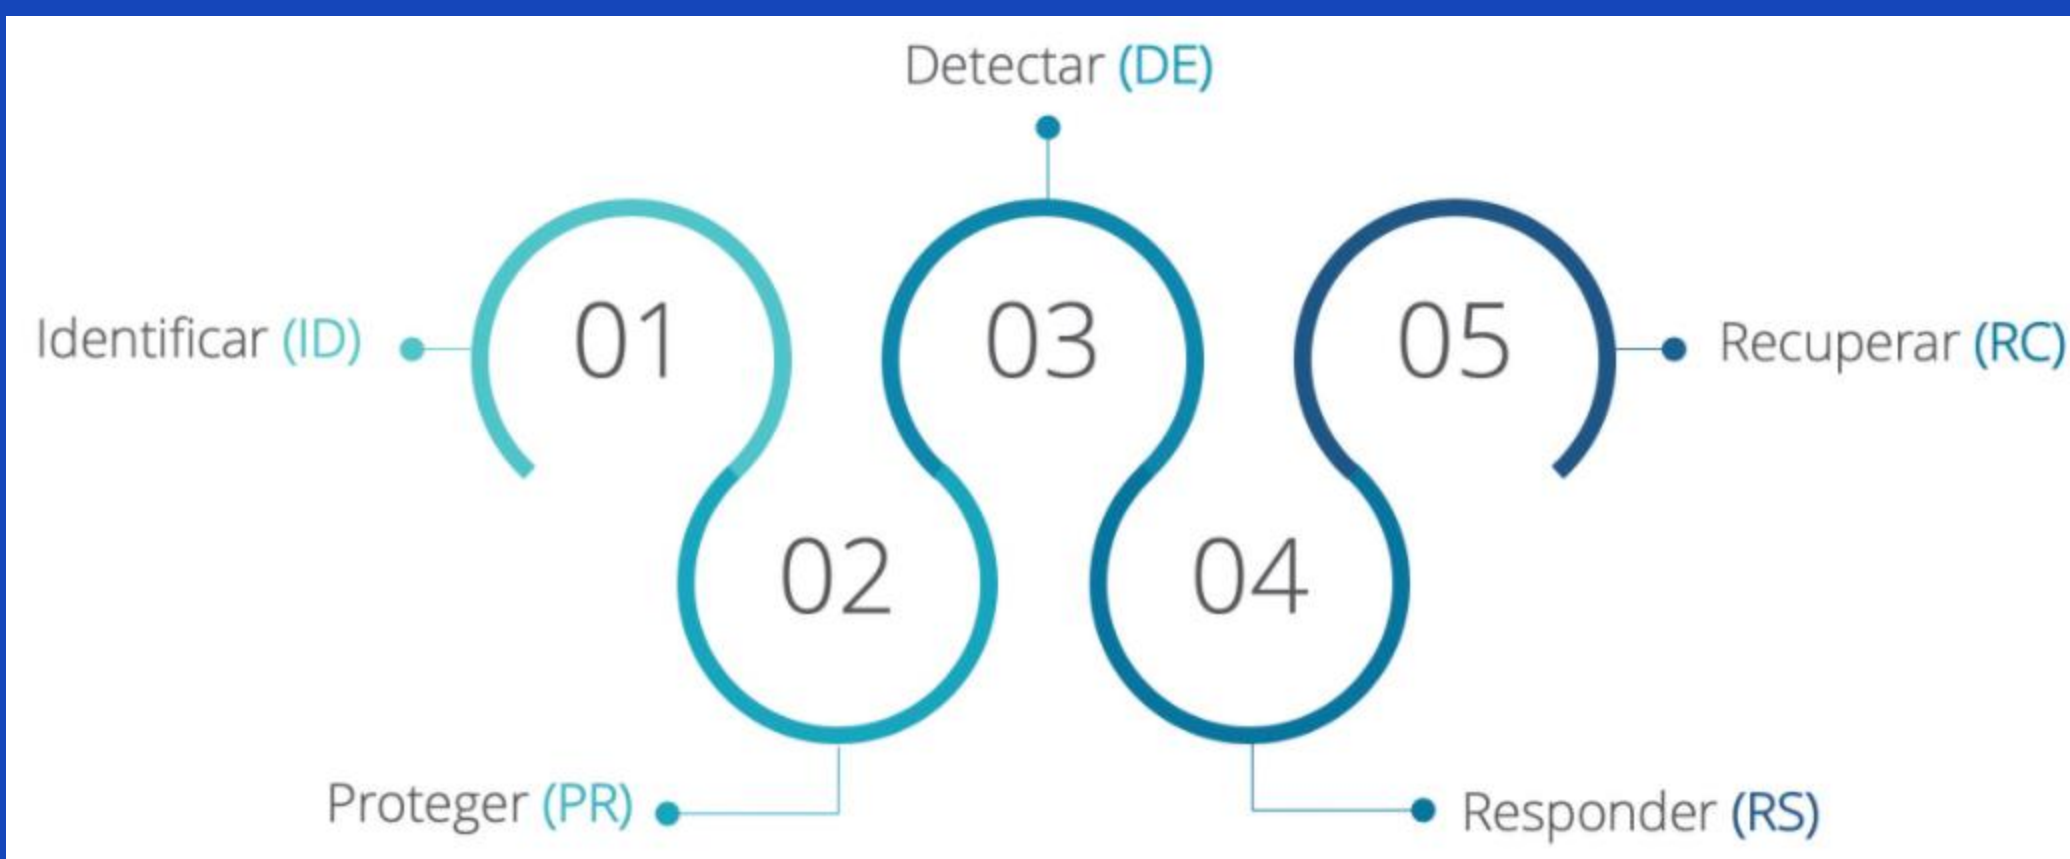 Detectar (DE)
01
03
05
Identificar (ID)
Recuperar (RC)
02
04
Proteger (PR)
Responder (RS)